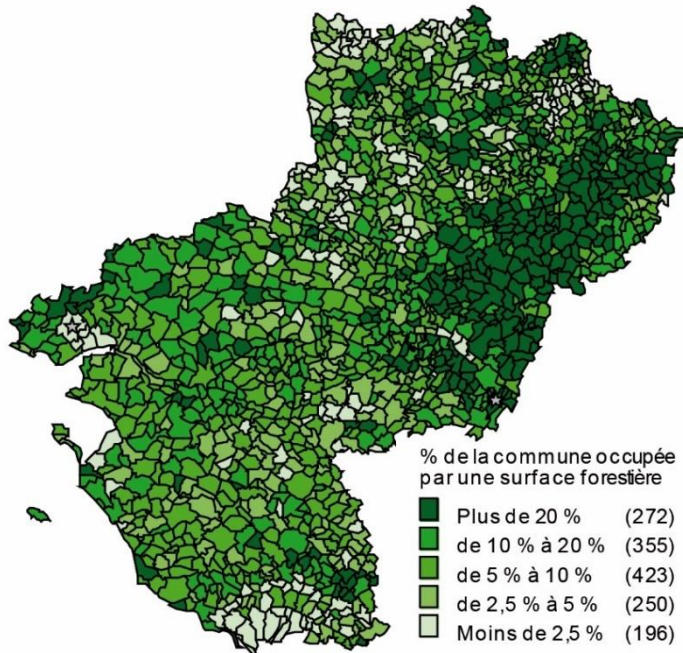 % de la commune occupée
par une surface forestière
Plus de 20 % (272)
de 10 % à 20 % (355)
de 5 % à 10 % (423)
de 2,5 % à 5 % (250)
Moins de 2,5 % (196)